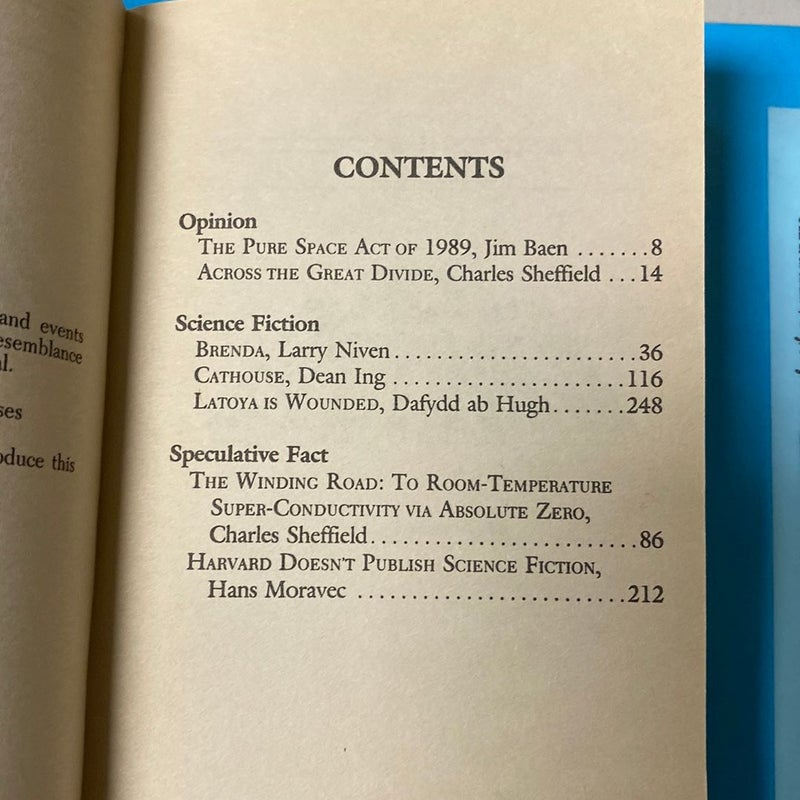 and events
esemblance
l.
ses
oduce this
CONTENTS
Opinion
THE PURE SPACE ACT OF 1989, Jim Baen .......8
ACROSS THE GREAT DIVIDE, Charles Sheffield ...14
Science Fiction
BRENDA, Larry Niven.......................36
CATHOUSE, Dean Ing .......................116
LATOYA IS WOUNDED, Dafydd ab Hugh.......248
Speculative Fact
THE WINDING ROAD: TO ROOM-TEMPERATURE
SUPER-CONDUCTIVITY VIA ABSOLUTE ZERO,
Charles Sheffield.........................86
HARVARD DOESN'T PUBLISH SCIENCE FICTION,
Hans Moravec .........................212